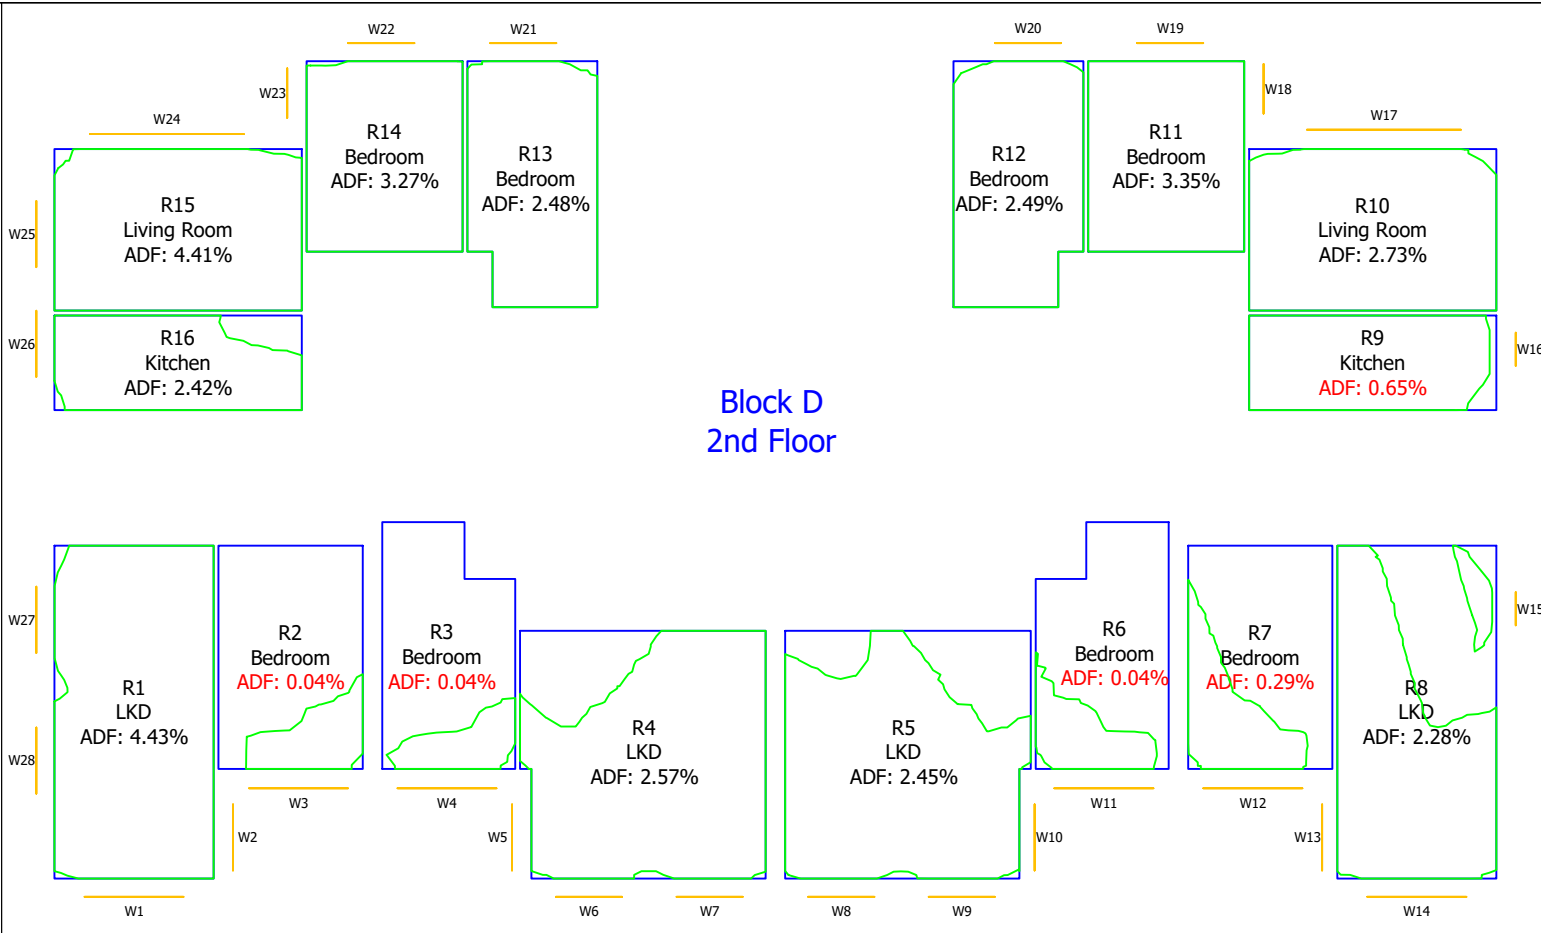 W22
W21
W20
W19
W23
W18
W24
W17
R14
Bedroom
ADF: 3.27%
R13
Bedroom
ADF: 2.48%
R12
Bedroom
ADF: 2.49%
R11
Bedroom
ADF: 3.35%
R15
Living Room
ADF: 4.41%
R10
Living Room
ADF: 2.73%
W25
W26
R16
Kitchen
ADF: 2.42%
R9
Kitchen
ADF: 0.65%
W16
Block D
2nd Floor
W27
W28
R1
LKD
ADF: 4.43%
R2
Bedroom
ADF: 0.04%
R3
Bedroom
ADF: 0.04%
R4
LKD
ADF: 2.57%
R5
LKD
ADF: 2.45%
R6
Bedroom
ADF: 0.04%
R7
Bedroom
ADF: 0.29%
R8
LKD
ADF: 2.28%
W15
W3
W4
W11
W12
W2
W5
W10
W13
W1
W6
W7
W8
W9
W14